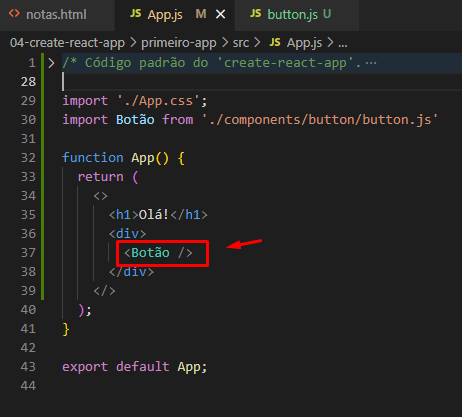 notas.html JS App.js M × JS button.js U
04-create-react-app > primeiro-app > src > JS App.js > ...
1 > /* Código padrão do 'create-react-app'. ...
28
29 import './App.css';
30 import Botão from './components/button/button.js'
31
32 function App() {
33 return (
34 <>
35 <h1>Olá!</h1>
36 <div>
37 <Botão />
38 </div>
39 </>
40 );
41 }
42
43 export default App;
44